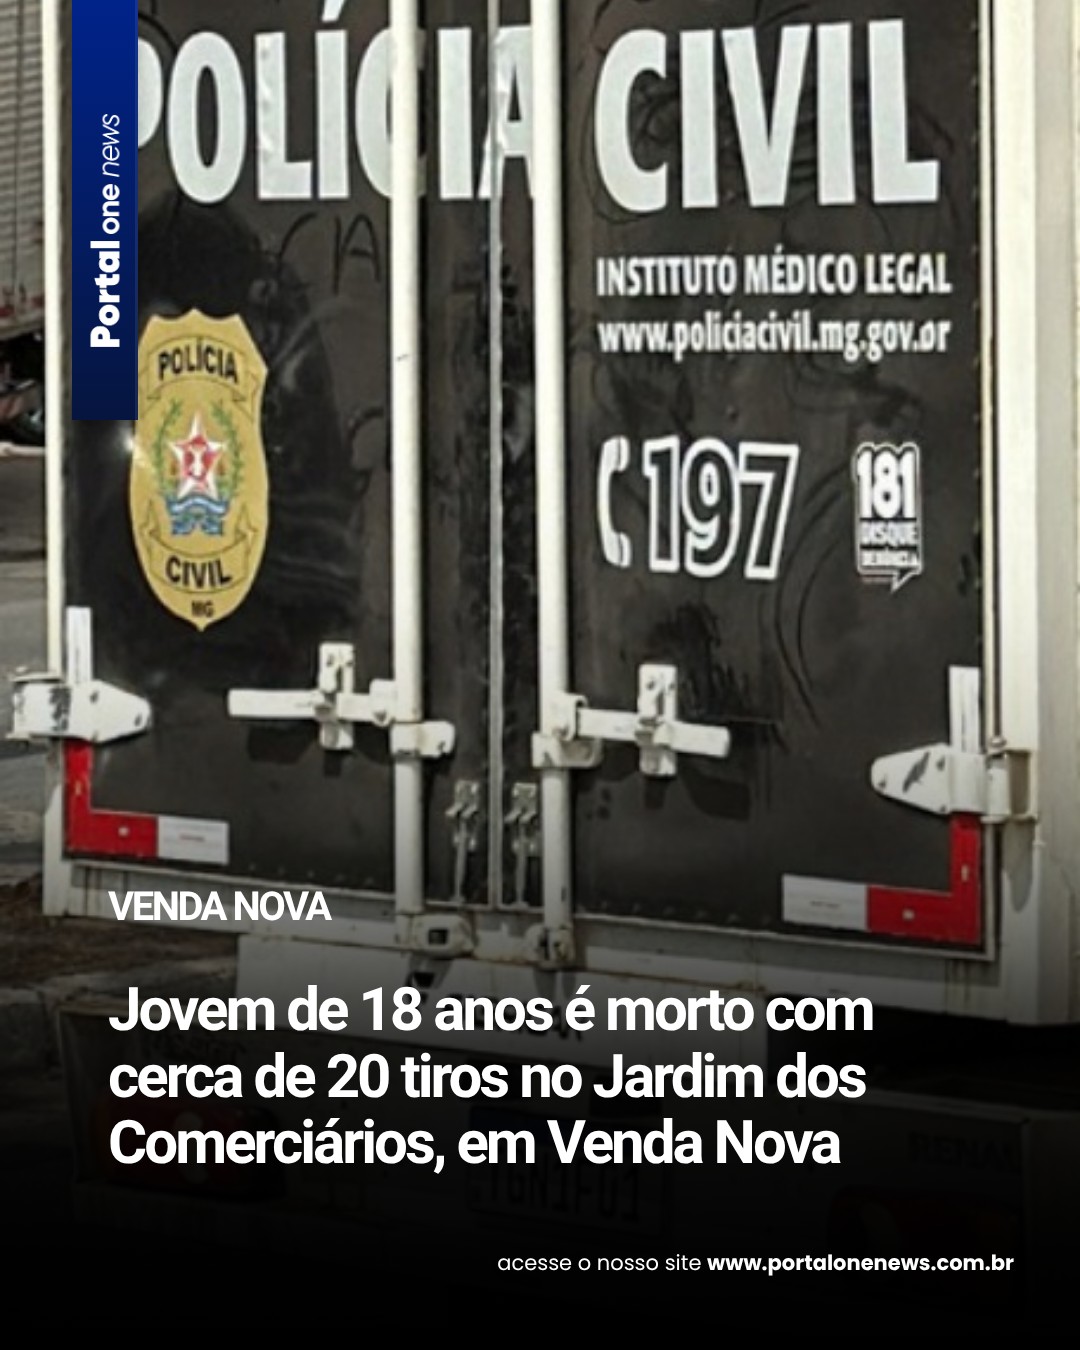 POLÍCIA CIVIL
Portal one news
INSTITUTO MÉDICO LEGAL
www.policiacivil.mg.gov.br
POLÍCIA
CIVIL
MG
197
181
DISQUE
DENÚNCIA
VENDA NOVA
Jovem de 18 anos é morto com
cerca de 20 tiros no Jardim dos
Comerciários, em Venda Nova
acesse o nosso site www.portalonenews.com.br